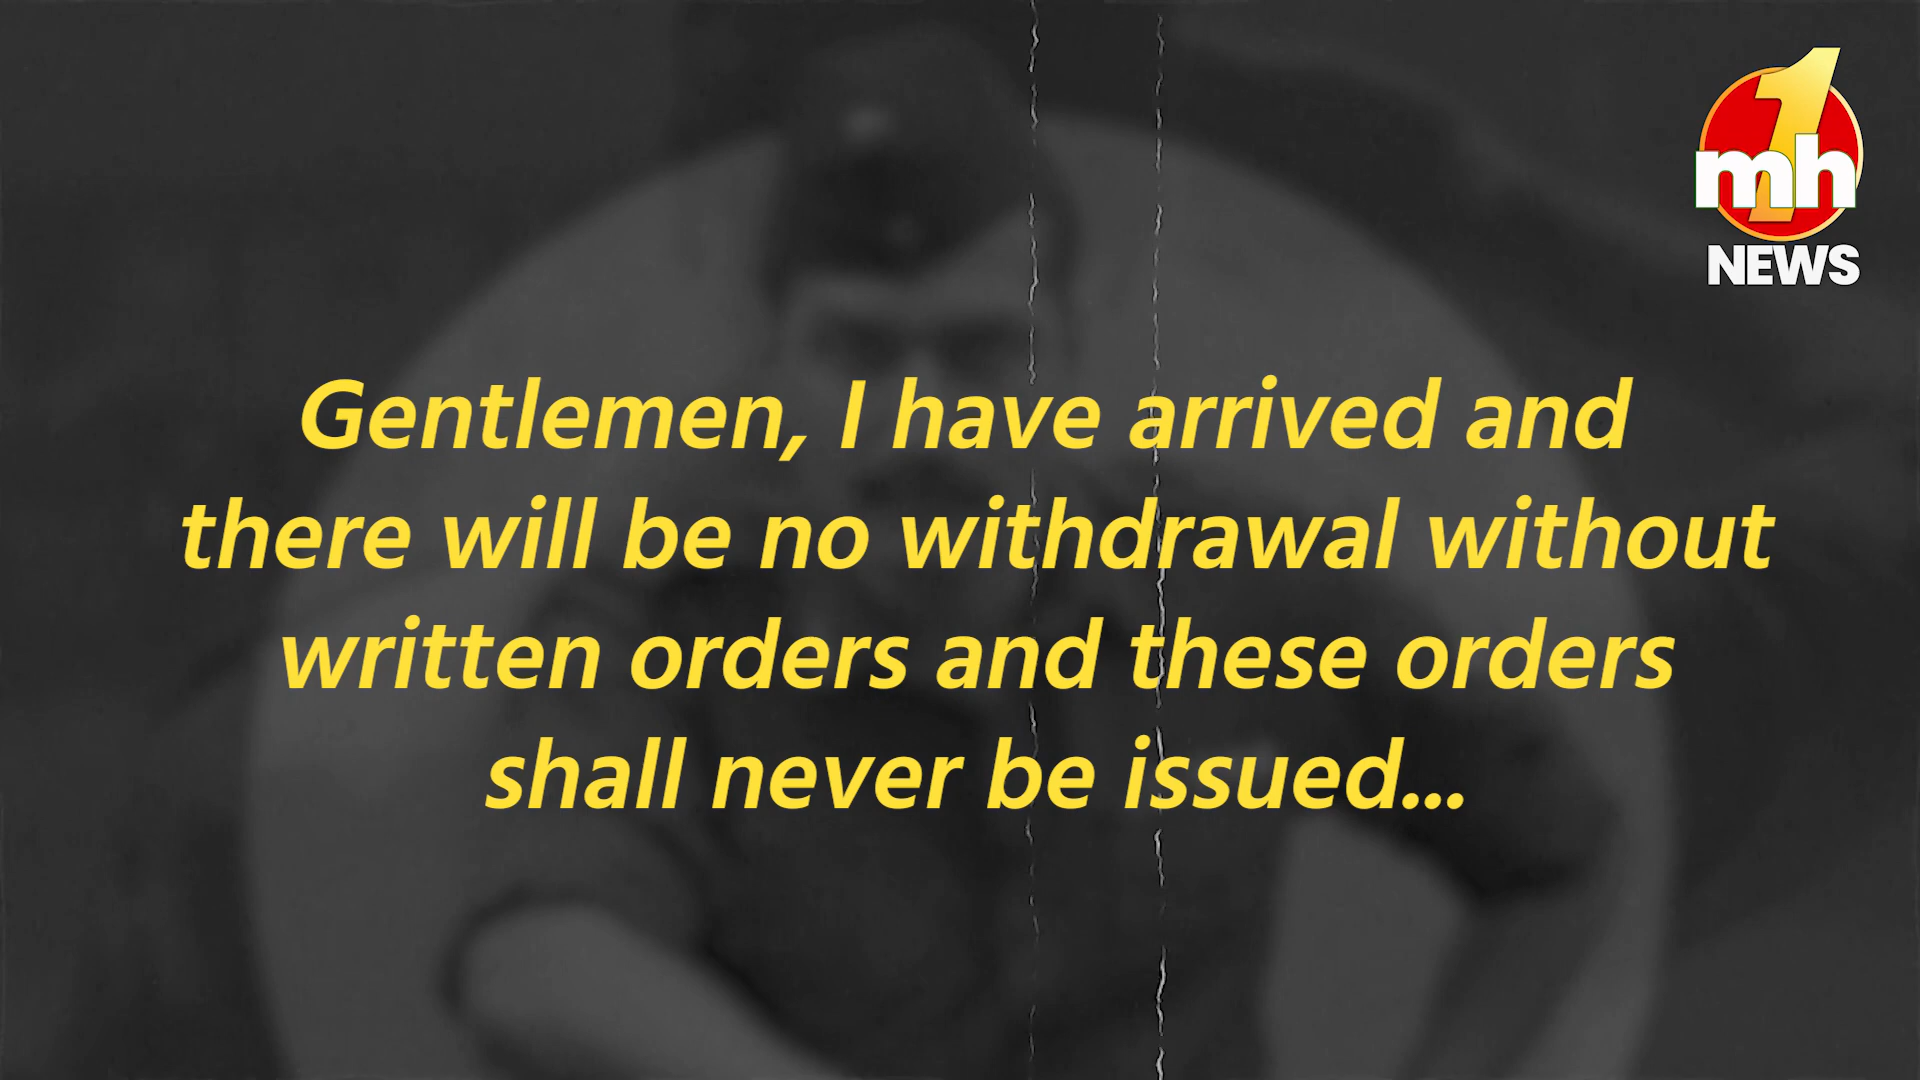 1
mh
NEWS
Gentlemen, I have arrived and
there will be no withdrawal without
written orders and these orders
shall never be issued...